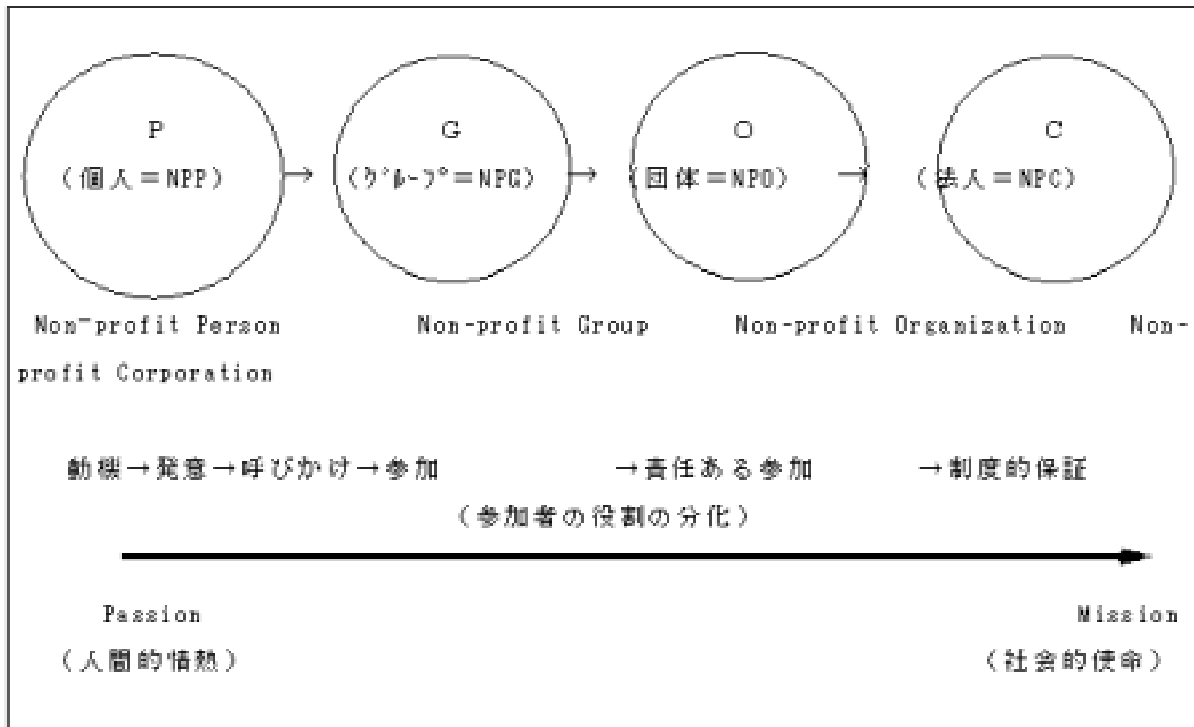 P G O C
（個人＝NPP） → （ｸﾞﾙｰﾌﾟ＝NPG） → （団体＝NPO） → （法人＝NPC）
Non-profit Person Non-profit Group Non-profit Organization Non-
profit Corporation
動機→発意→呼びかけ→参加 →責任ある参加 →制度的保証
（参加者の役割の分化）
Passion Mission
（人間的情熱） （社会的使命）